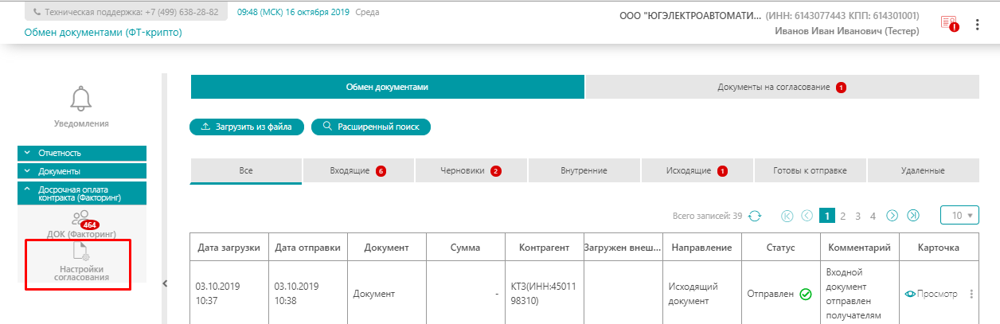 Техническая поддержка: +7 (499) 638-28-82
09:48 (МСК) 16 октября 2019 Среда
ООО "ЮГЭЛЕКТРОАВТОМАТИ... (ИНН: 6143077443 КПП: 614301001)
Обмен документами (ФТ-крипто)
Иванов Иван Иванович (Тестер)
!
Уведомления
Отчетность
Документы
Досрочная оплата
контракта (Факторинг)
464
ДОК (Факторинг)
Настройки
согласования
Обмен документами
Документы на согласование 1
Загрузить из файла
Расширенный поиск
Все
Входящие 6
Черновики 2
Внутренние
Исходящие 1
Готовы к отправке
Удаленные
Всего записей: 39
1 2 3 4
10
Дата загрузки
Дата отправки
Документ
Сумма
Контрагент
Загружен внеш...
Направление
Статус
Комментарий
Карточка
03.10.2019
10:37
03.10.2019
10:38
Документ
-
КТЗ(ИНН:45011
98310)
Исходящий
документ
Отправлен
Входной
документ
отправлен
получателям
Просмотр